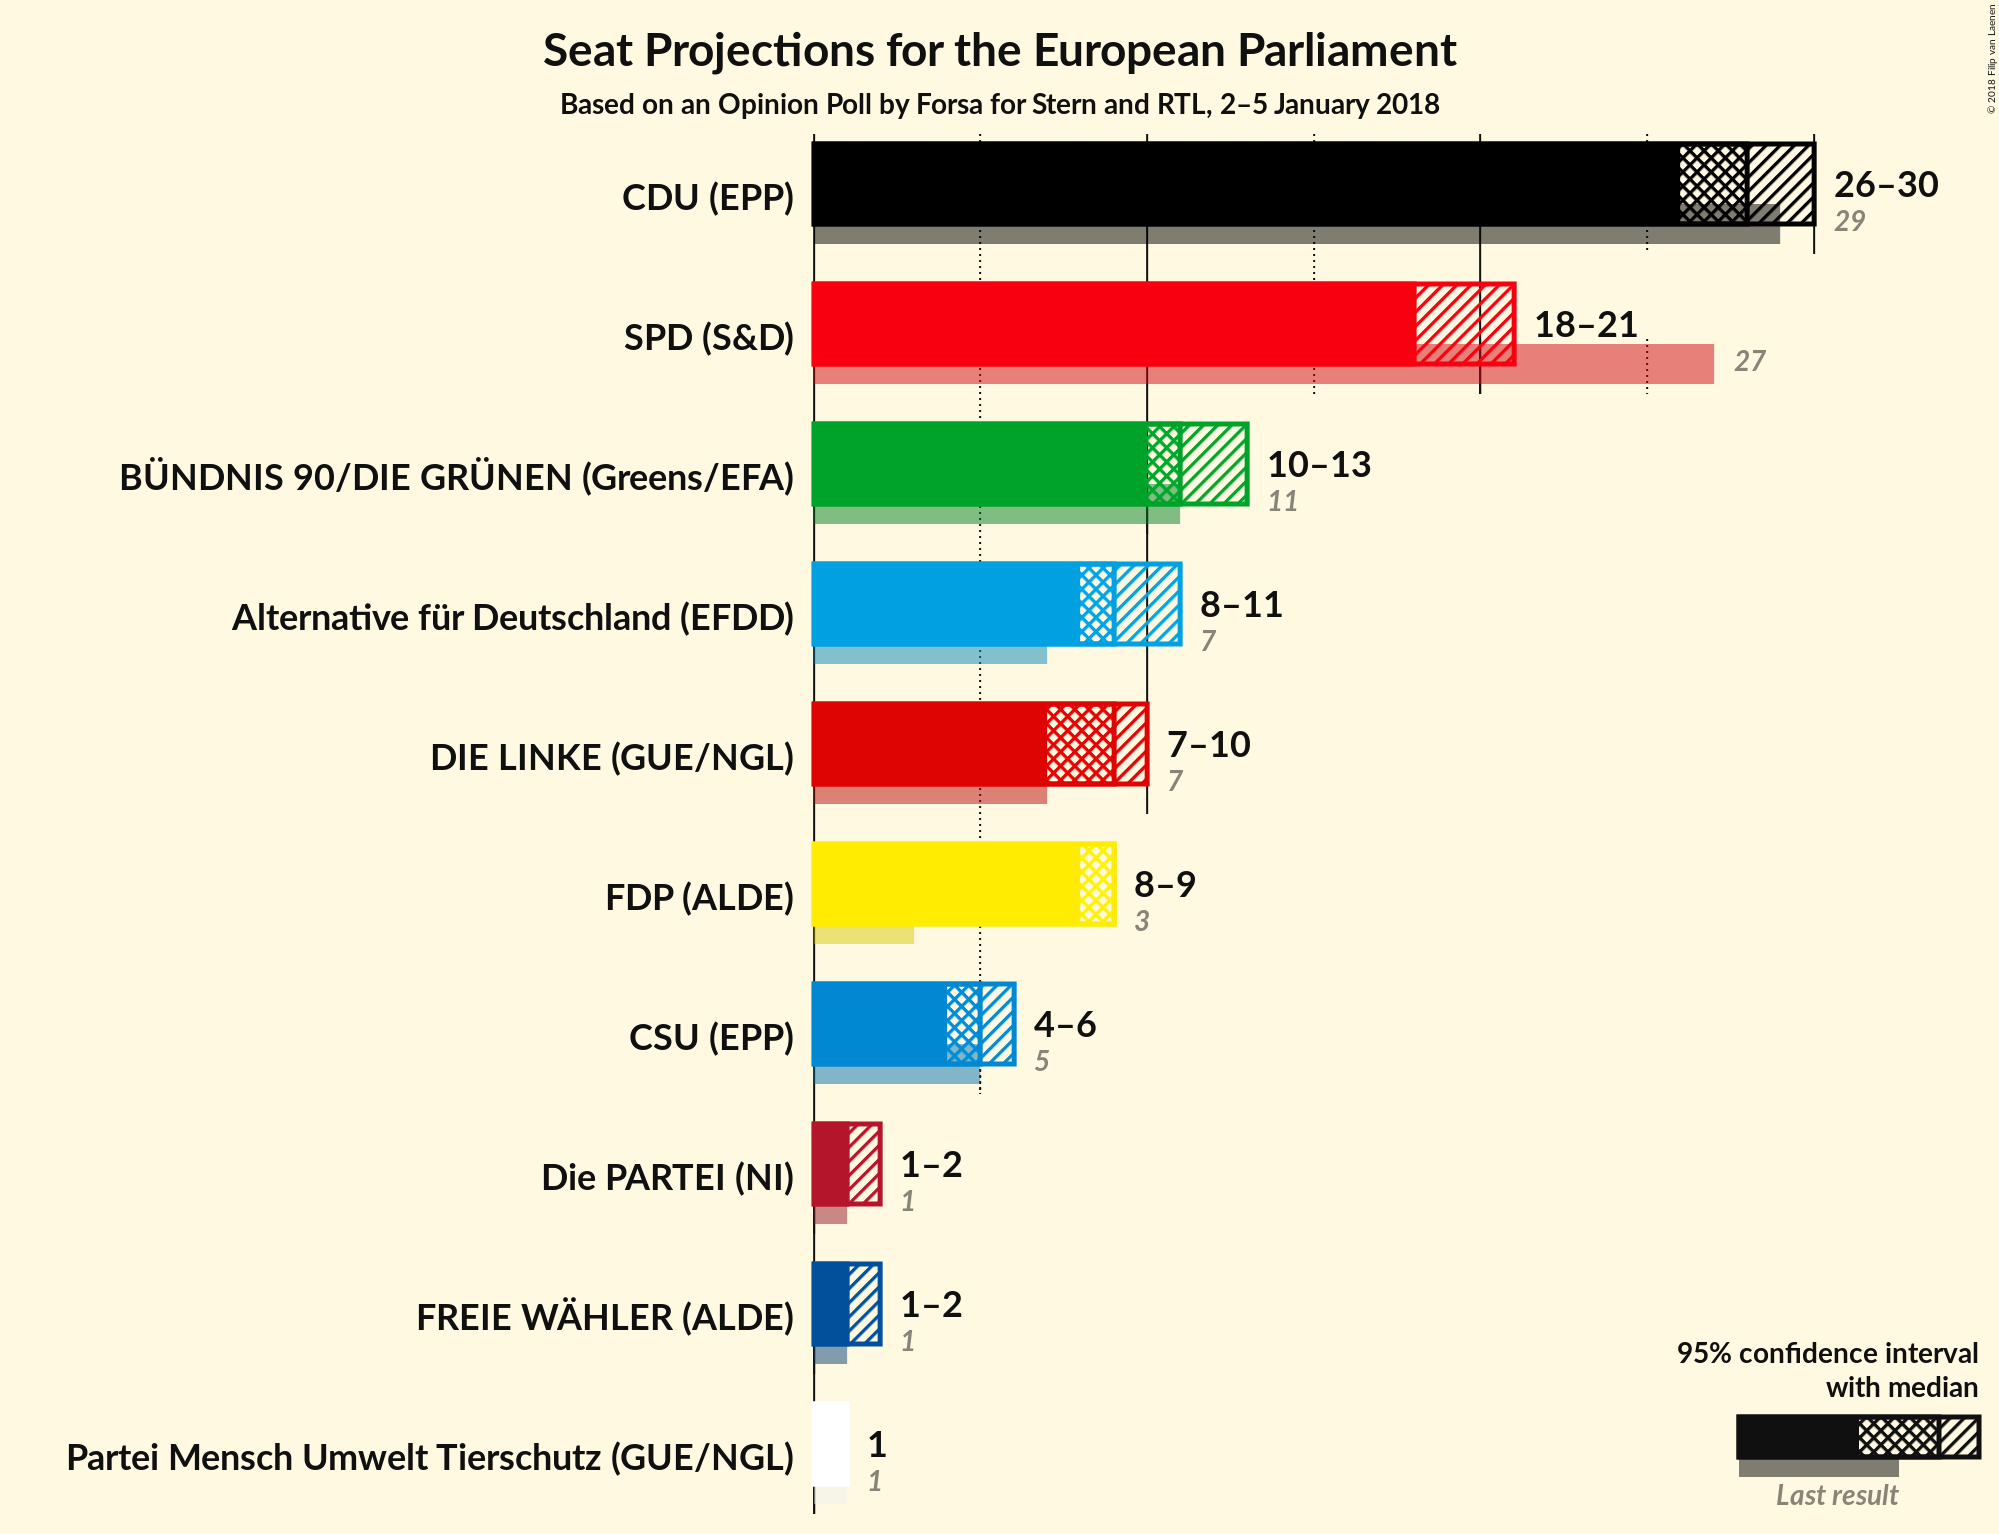 Seat Projections for the European Parliament
Based on an Opinion Poll by Forsa for Stern and RTL, 2–5 January 2018
© 2018 Filip van Laenen
CDU (EPP)
26–30
29
SPD (S&D)
18–21
27
BÜNDNIS 90/DIE GRÜNEN (Greens/EFA)
10–13
11
Alternative für Deutschland (EFDD)
8–11
7
DIE LINKE (GUE/NGL)
7–10
7
FDP (ALDE)
8–9
3
CSU (EPP)
4–6
5
Die PARTEI (NI)
1–2
1
FREIE WÄHLER (ALDE)
1–2
1
Partei Mensch Umwelt Tierschutz (GUE/NGL)
1
1
95% confidence interval
with median
Last result